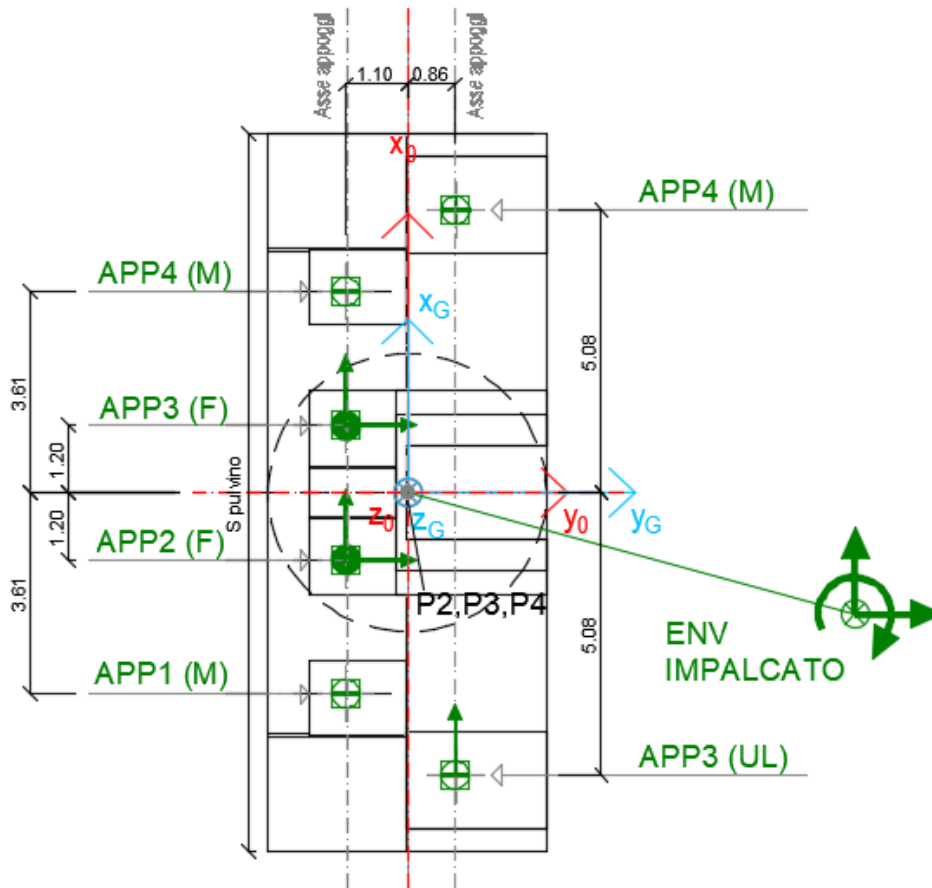 Asse appoggi
Asse appoggi
1.10
0.86
x0
APP4 (M)
APP4 (M)
xG
3.61
5.08
APP3 (F)
1.20
S pulvino
z0
zG
y0
yG
1.20
APP2 (F)
P2,P3,P4
3.61
5.08
ENV
IMPALCATO
APP1 (M)
APP3 (UL)